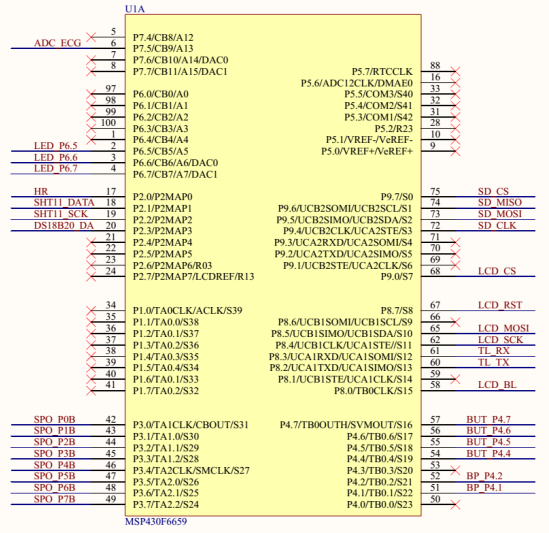 U1A
5 P7.4/CB8/A12
ADC_ECG 6 P7.5/CB9/A13
7 P7.6/CB10/A14/DAC0
8 P7.7/CB11/A15/DAC1
P5.7/RTCCLK 88
P5.6/ADC12CLK/DMAE0 16
97 P6.0/CB0/A0 P5.5/COM3/S40 33
98 P6.1/CB1/A1 P5.4/COM2/S41 32
99 P6.2/CB2/A2 P5.3/COM1/S42 31
100 P6.3/CB3/A3 P5.2/R23 28
1 P6.4/CB4/A4 P5.1/VREF-/VeREF- 10
LED_P6.5 2 P6.5/CB5/A5 P5.0/VREF+/VeREF+ 9
LED_P6.6 3 P6.6/CB6/A6/DAC0
LED_P6.7 4 P6.7/CB7/A7/DAC1
HR 17 P2.0/P2MAP0 P9.7/S0 75 SD_CS
SHT11_DATA 18 P2.1/P2MAP1 P9.6/UCB2SOMI/UCB2SCL/S1 74 SD_MISO
SHT11_SCK 19 P2.2/P2MAP2 P9.5/UCB2SIMO/UCB2SDA/S2 73 SD_MOSI
DS18B20_DA 20 P2.3/P2MAP3 P9.4/UCB2CLK/UCA2STE/S3 72 SD_CLK
21 P2.4/P2MAP4 P9.3/UCA2RXD/UCA2SOMI/S4 71
22 P2.5/P2MAP5 P9.2/UCA2TXD/UCA2SIMO/S5 70
23 P2.6/P2MAP6/R03 P9.1/UCB2STE/UCA2CLK/S6 69
24 P2.7/P2MAP7/LCDREF/R13 P9.0/S7 68 LCD_CS
34 P1.0/TA0CLK/ACLK/S39 P8.7/S8 67 LCD_RST
35 P1.1/TA0.0/S38 P8.6/UCB1SOMI/UCB1SCL/S9 66
36 P1.2/TA0.1/S37 P8.5/UCB1SIMO/UCB1SDA/S10 65 LCD_MOSI
37 P1.3/TA0.2/S36 P8.4/UCB1CLK/UCA1STE/S11 62 LCD_SCK
38 P1.4/TA0.3/S35 P8.3/UCA1RXD/UCA1SOMI/S12 61 TL_RX
39 P1.5/TA0.4/S34 P8.2/UCA1TXD/UCA1SIMO/S13 60 TL_TX
40 P1.6/TA0.1/S33 P8.1/UCB1STE/UCA1CLK/S14 59
41 P1.7/TA0.2/S32 P8.0/TB0CLK/S15 58 LCD_BL
SPO_P0B 42 P3.0/TA1CLK/CBOUT/S31 P4.7/TB0OUTH/SVMOUT/S16 57 BUT_P4.7
SPO_P1B 43 P3.1/TA1.0/S30 P4.6/TB0.6/S17 56 BUT_P4.6
SPO_P2B 44 P3.2/TA1.1/S29 P4.5/TB0.5/S18 55 BUT_P4.5
SPO_P3B 45 P3.3/TA1.2/S28 P4.4/TB0.4/S19 54 BUT_P4.4
SPO_P4B 46 P3.4/TA2CLK/SMCLK/S27 P4.3/TB0.3/S20 53
SPO_P5B 47 P3.5/TA2.0/S26 P4.2/TB0.2/S21 52 BP_P4.2
SPO_P6B 48 P3.6/TA2.1/S25 P4.1/TB0.1/S22 51 BP_P4.1
SPO_P7B 49 P3.7/TA2.2/S24 P4.0/TB0.0/S23 50
MSP430F6659